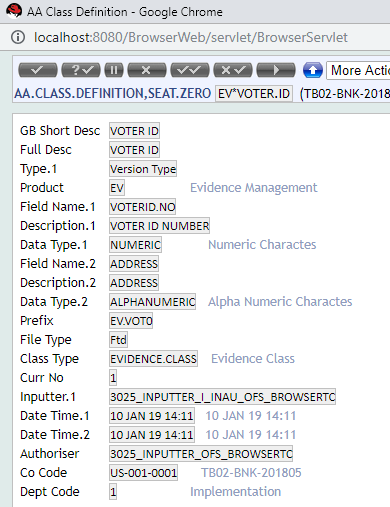 AA Class Definition - Google Chrome
localhost:8080/BrowserWeb/servlet/BrowserServlet
More Actio
AA.CLASS.DEFINITION,SEAT.ZERO EV*VOTER.ID (TB02-BNK-2018
GB Short Desc VOTER ID
Full Desc VOTER ID
Type.1 Version Type
Product EV Evidence Management
Field Name.1 VOTERID.NO
Description.1 VOTER ID NUMBER
Data Type.1 NUMERIC Numeric Charactes
Field Name.2 ADDRESS
Description.2 ADDRESS
Data Type.2 ALPHANUMERIC Alpha Numeric Charactes
Prefix EV.VOT0
File Type Ftd
Class Type EVIDENCE.CLASS Evidence Class
Curr No 1
Inputter.1 3025_INPUTTER_I_INAU_OFS_BROWSERTC
Date Time.1 10 JAN 19 14:11 10 JAN 19 14:11
Date Time.2 10 JAN 19 14:11 10 JAN 19 14:11
Authoriser 3025_INPUTTER_OFS_BROWSERTC
Co Code US-001-0001 TB02-BNK-201805
Dept Code 1 Implementation